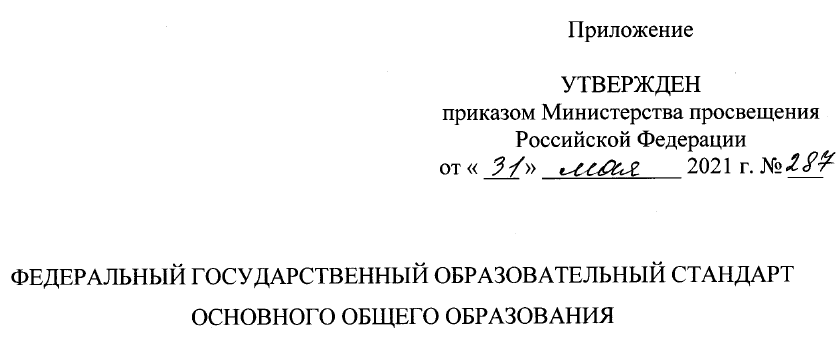 Приложение
УТВЕРЖДЕН
приказом Министерства просвещения
Российской Федерации
от « 31 » мая 2021 г. № 287
ФЕДЕРАЛЬНЫЙ ГОСУДАРСТВЕННЫЙ ОБРАЗОВАТЕЛЬНЫЙ СТАНДАРТ
ОСНОВНОГО ОБЩЕГО ОБРАЗОВАНИЯ